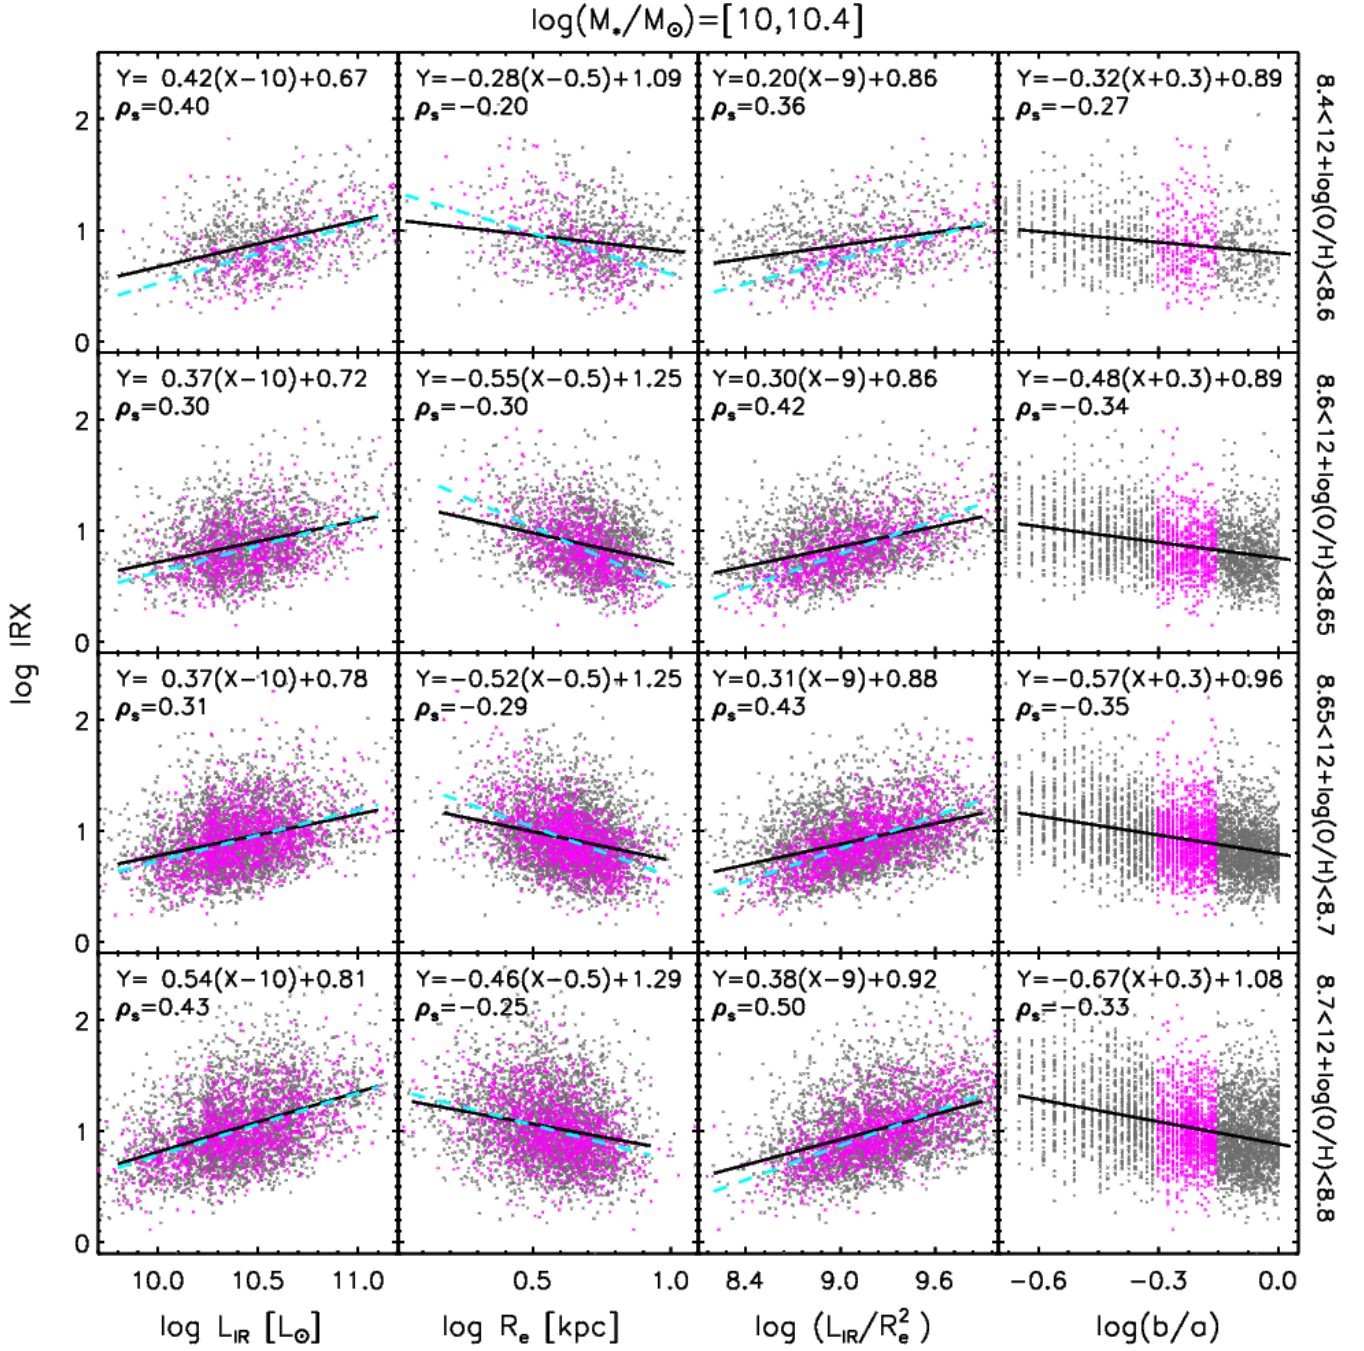 log(M*/M⊙)=[10,10.4]
Y= 0.42(X−10)+0.67
ρs=0.40
Y=−0.28(X−0.5)+1.09
ρs=−0.20
Y=0.20(X−9)+0.86
ρs=0.36
Y=−0.32(X+0.3)+0.89
ρs=−0.27
8.4<12+log(O/H)<8.6
2
1
0
Y= 0.37(X−10)+0.72
ρs=0.30
Y=−0.55(X−0.5)+1.25
ρs=−0.30
Y=0.30(X−9)+0.86
ρs=0.42
Y=−0.48(X+0.3)+0.89
ρs=−0.34
8.6<12+log(O/H)<8.65
2
1
0
log IRX
Y= 0.37(X−10)+0.78
ρs=0.31
Y=−0.52(X−0.5)+1.25
ρs=−0.29
Y=0.31(X−9)+0.88
ρs=0.43
Y=−0.57(X+0.3)+0.96
ρs=−0.35
8.65<12+log(O/H)<8.7
2
1
0
Y= 0.54(X−10)+0.81
ρs=0.43
Y=−0.46(X−0.5)+1.29
ρs=−0.25
Y=0.38(X−9)+0.92
ρs=0.50
Y=−0.67(X+0.3)+1.08
ρs=−0.33
8.7<12+log(O/H)<8.8
2
1
0
10.0 10.5 11.0
0.5 1.0
8.4 9.0 9.6
−0.6 −0.3 0.0
log LIR [L⊙]
log Re [kpc]
log (LIR/Re²)
log(b/a)